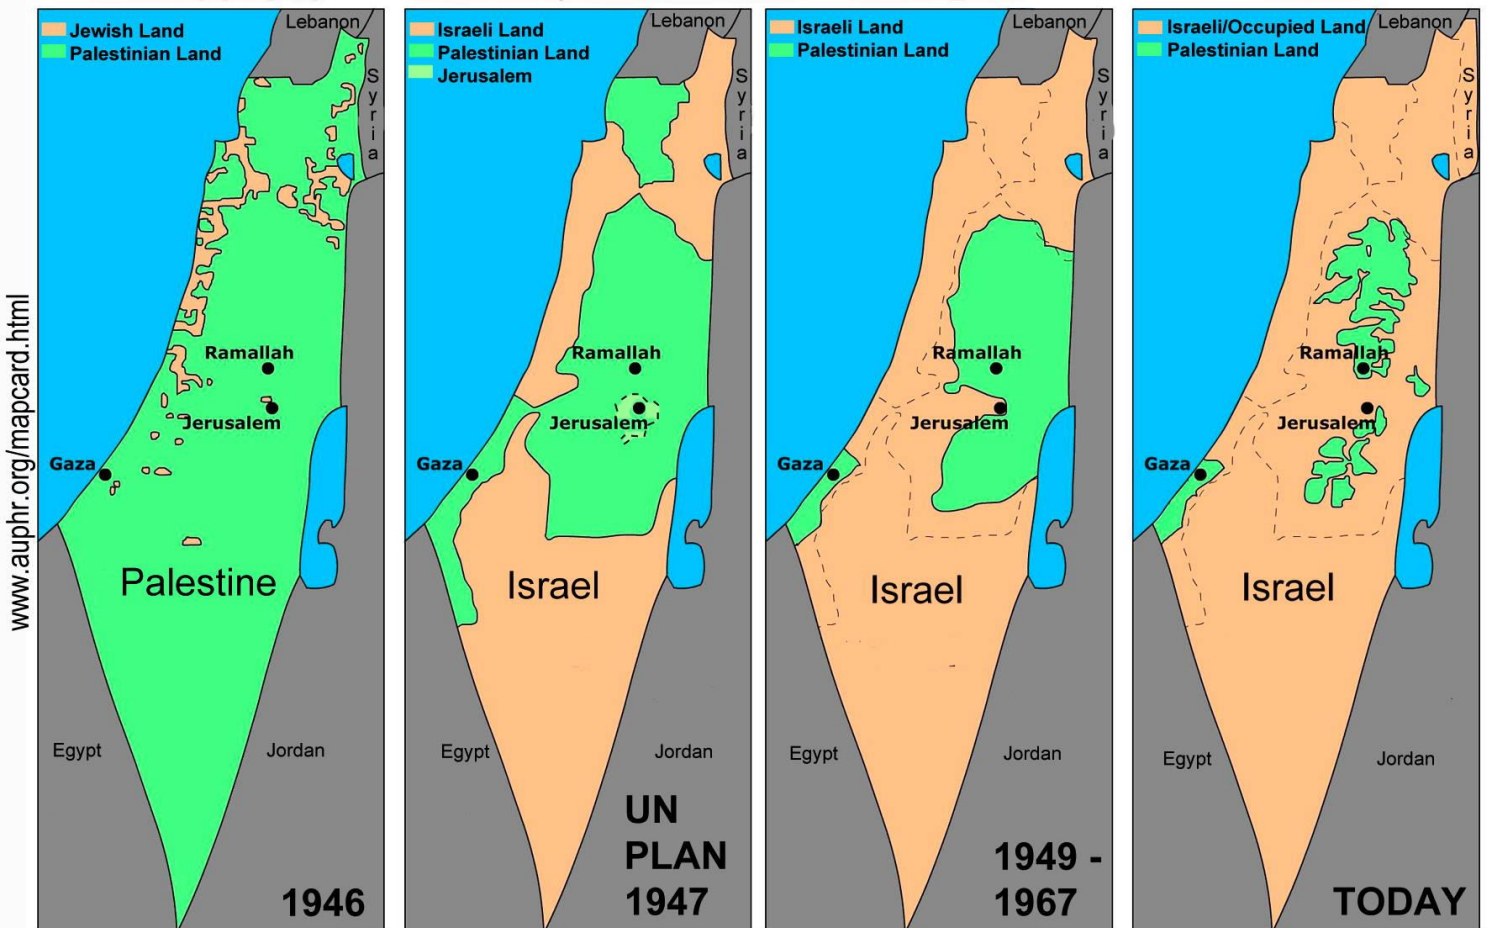 www.auphr.org/mapcard.html
Jewish Land
Palestinian Land
Lebanon
Syria
Ramallah
Jerusalem
Gaza
Palestine
Egypt
Jordan
1946
Israeli Land
Palestinian Land
Jerusalem
Lebanon
Syria
Ramallah
Jerusalem
Gaza
Israel
Egypt
Jordan
UN
PLAN
1947
Israeli Land
Palestinian Land
Lebanon
Syria
Ramallah
Jerusalem
Gaza
Israel
Egypt
Jordan
1949 -
1967
Israeli/Occupied Land
Palestinian Land
Lebanon
Syria
Ramallah
Jerusalem
Gaza
Israel
Egypt
Jordan
TODAY